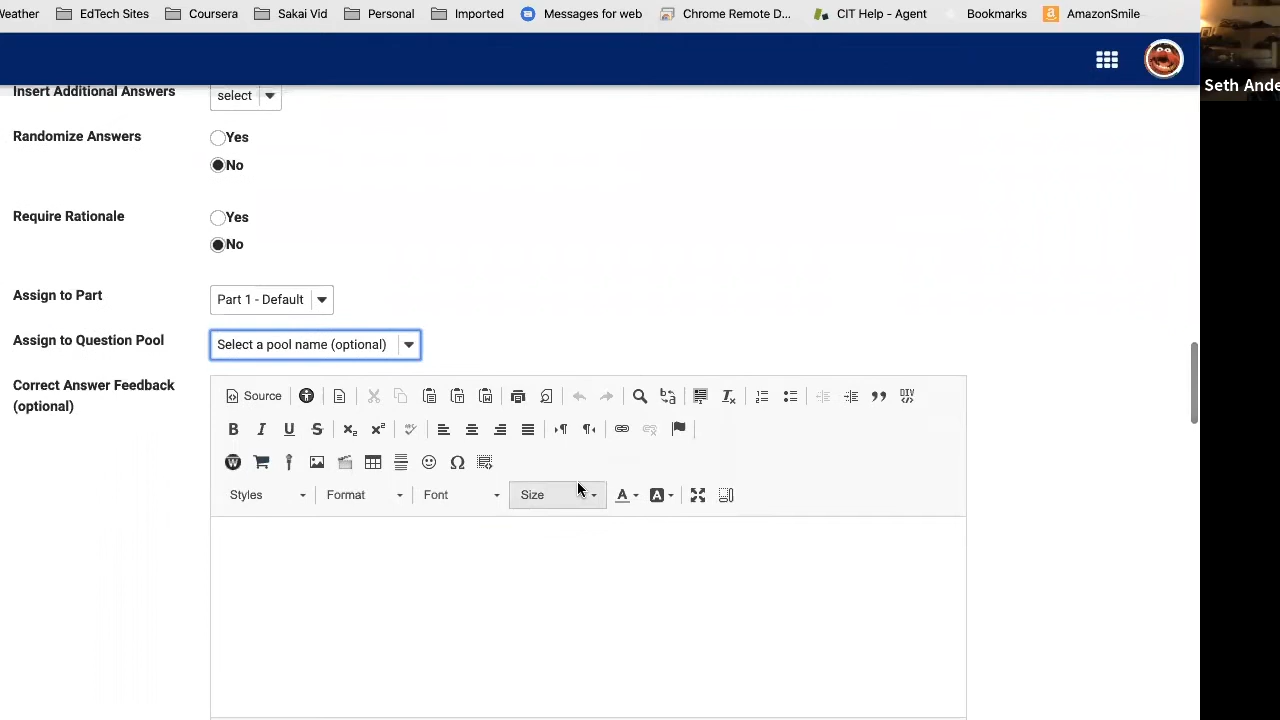 eather EdTech Sites Coursera Sakai Vid Personal Imported Messages for web Chrome Remote D... CIT Help - Agent Bookmarks AmazonSmile
Seth Ande
Insert Additional Answers select
Randomize Answers Yes
No
Require Rationale Yes
No
Assign to Part Part 1 - Default
Assign to Question Pool Select a pool name (optional)
Correct Answer Feedback
(optional)
Source
Styles Format Font Size